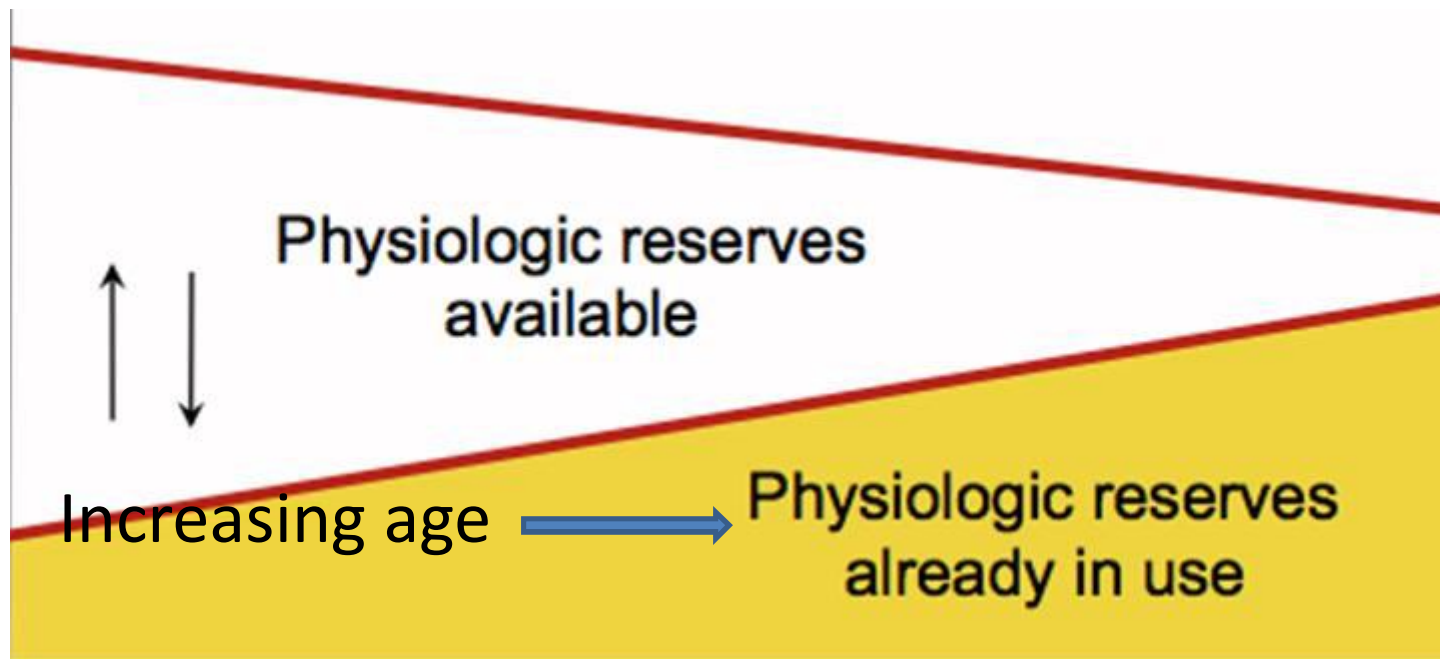 Physiologic reserves
available
Increasing age
Physiologic reserves
already in use